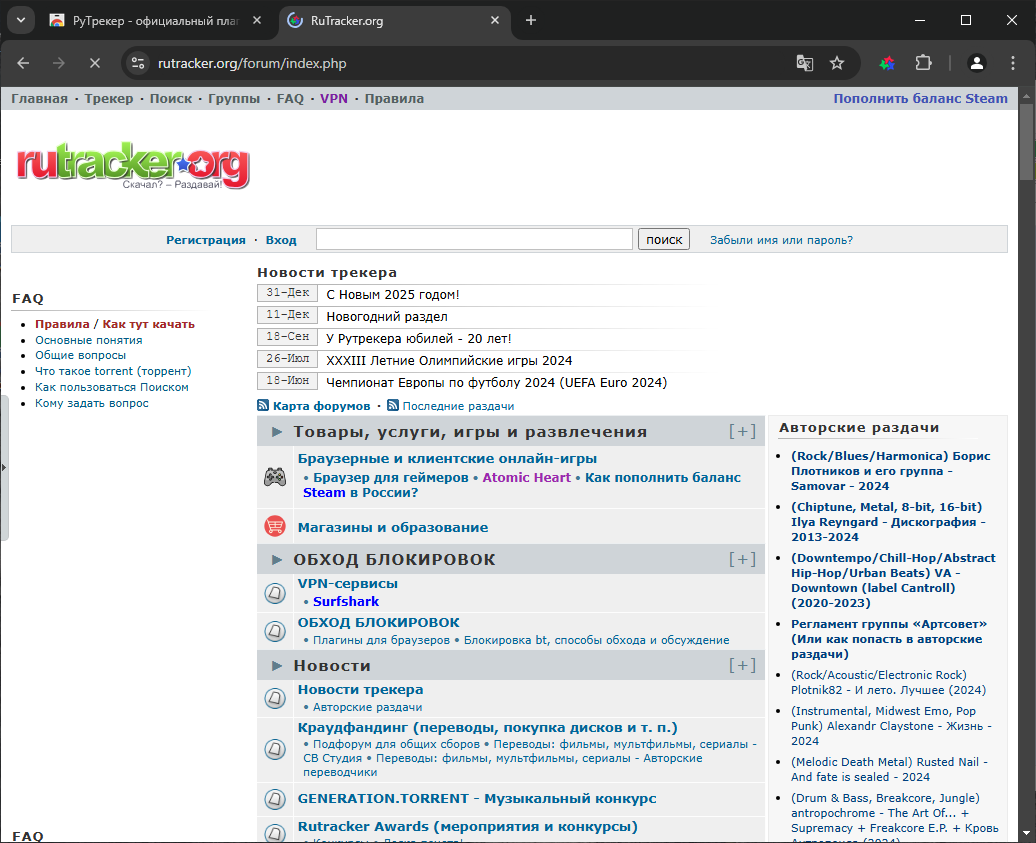 РуТрекер - официальный плаг
RuTracker.org
rutracker.org/forum/index.php
Главная · Трекер · Поиск · Группы · FAQ · VPN · Правила
Пополнить баланс Steam
rutracker.org
Скачал? – Раздавай!
Регистрация · Вход
поиск
Забыли имя или пароль?
FAQ
Правила / Как тут качать
Основные понятия
Общие вопросы
Что такое torrent (торрент)
Как пользоваться Поиском
Кому задать вопрос
FAQ
Новости трекера
31-Дек С Новым 2025 годом!
11-Дек Новогодний раздел
18-Сен У Рутрекера юбилей - 20 лет!
26-Июл XXXIII Летние Олимпийские игры 2024
18-Июн Чемпионат Европы по футболу 2024 (UEFA Euro 2024)
Карта форумов · Последние раздачи
Товары, услуги, игры и развлечения [+]
Браузерные и клиентские онлайн-игры
• Браузер для геймеров • Atomic Heart • Как пополнить баланс
Steam в России?
Магазины и образование
ОБХОД БЛОКИРОВОК [+]
VPN-сервисы
• Surfshark
ОБХОД БЛОКИРОВОК
• Плагины для браузеров • Блокировка bt, способы обхода и обсуждение
Новости [+]
Новости трекера
• Авторские раздачи
Краудфандинг (переводы, покупка дисков и т. п.)
• Подфорум для общих сборов • Переводы: фильмы, мультфильмы, сериалы -
СВ Студия • Переводы: фильмы, мультфильмы, сериалы - Авторские
переводчики
GENERATION.TORRENT - Музыкальный конкурс
Rutracker Awards (мероприятия и конкурсы)
Авторские раздачи
(Rock/Blues/Harmonica) Борис
Плотников и его группа -
Samovar - 2024
(Chiptune, Metal, 8-bit, 16-bit)
Ilya Reyngard - Дискография -
2013-2024
(Downtempo/Chill-Hop/Abstract
Hip-Hop/Urban Beats) VA -
Downtown (label Cantroll)
(2020-2023)
Регламент группы «Артсовет»
(Или как попасть в авторские
раздачи)
(Rock/Acoustic/Electronic Rock)
Plotnik82 - И лето. Лучшее (2024)
(Instrumental, Midwest Emo, Pop
Punk) Alexandr Claystone - Жизнь -
2024
(Melodic Death Metal) Rusted Nail -
And fate is sealed - 2024
(Drum & Bass, Breakcore, Jungle)
antropochrome - The Art Of... +
Supremacy + Freakcore E.P. + Кровь